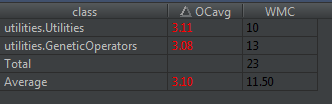 class △ OCavg WMC
utilities.Utilities 3.11 10
utilities.GeneticOperators 3.08 13
Total 23
Average 3.10 11.50